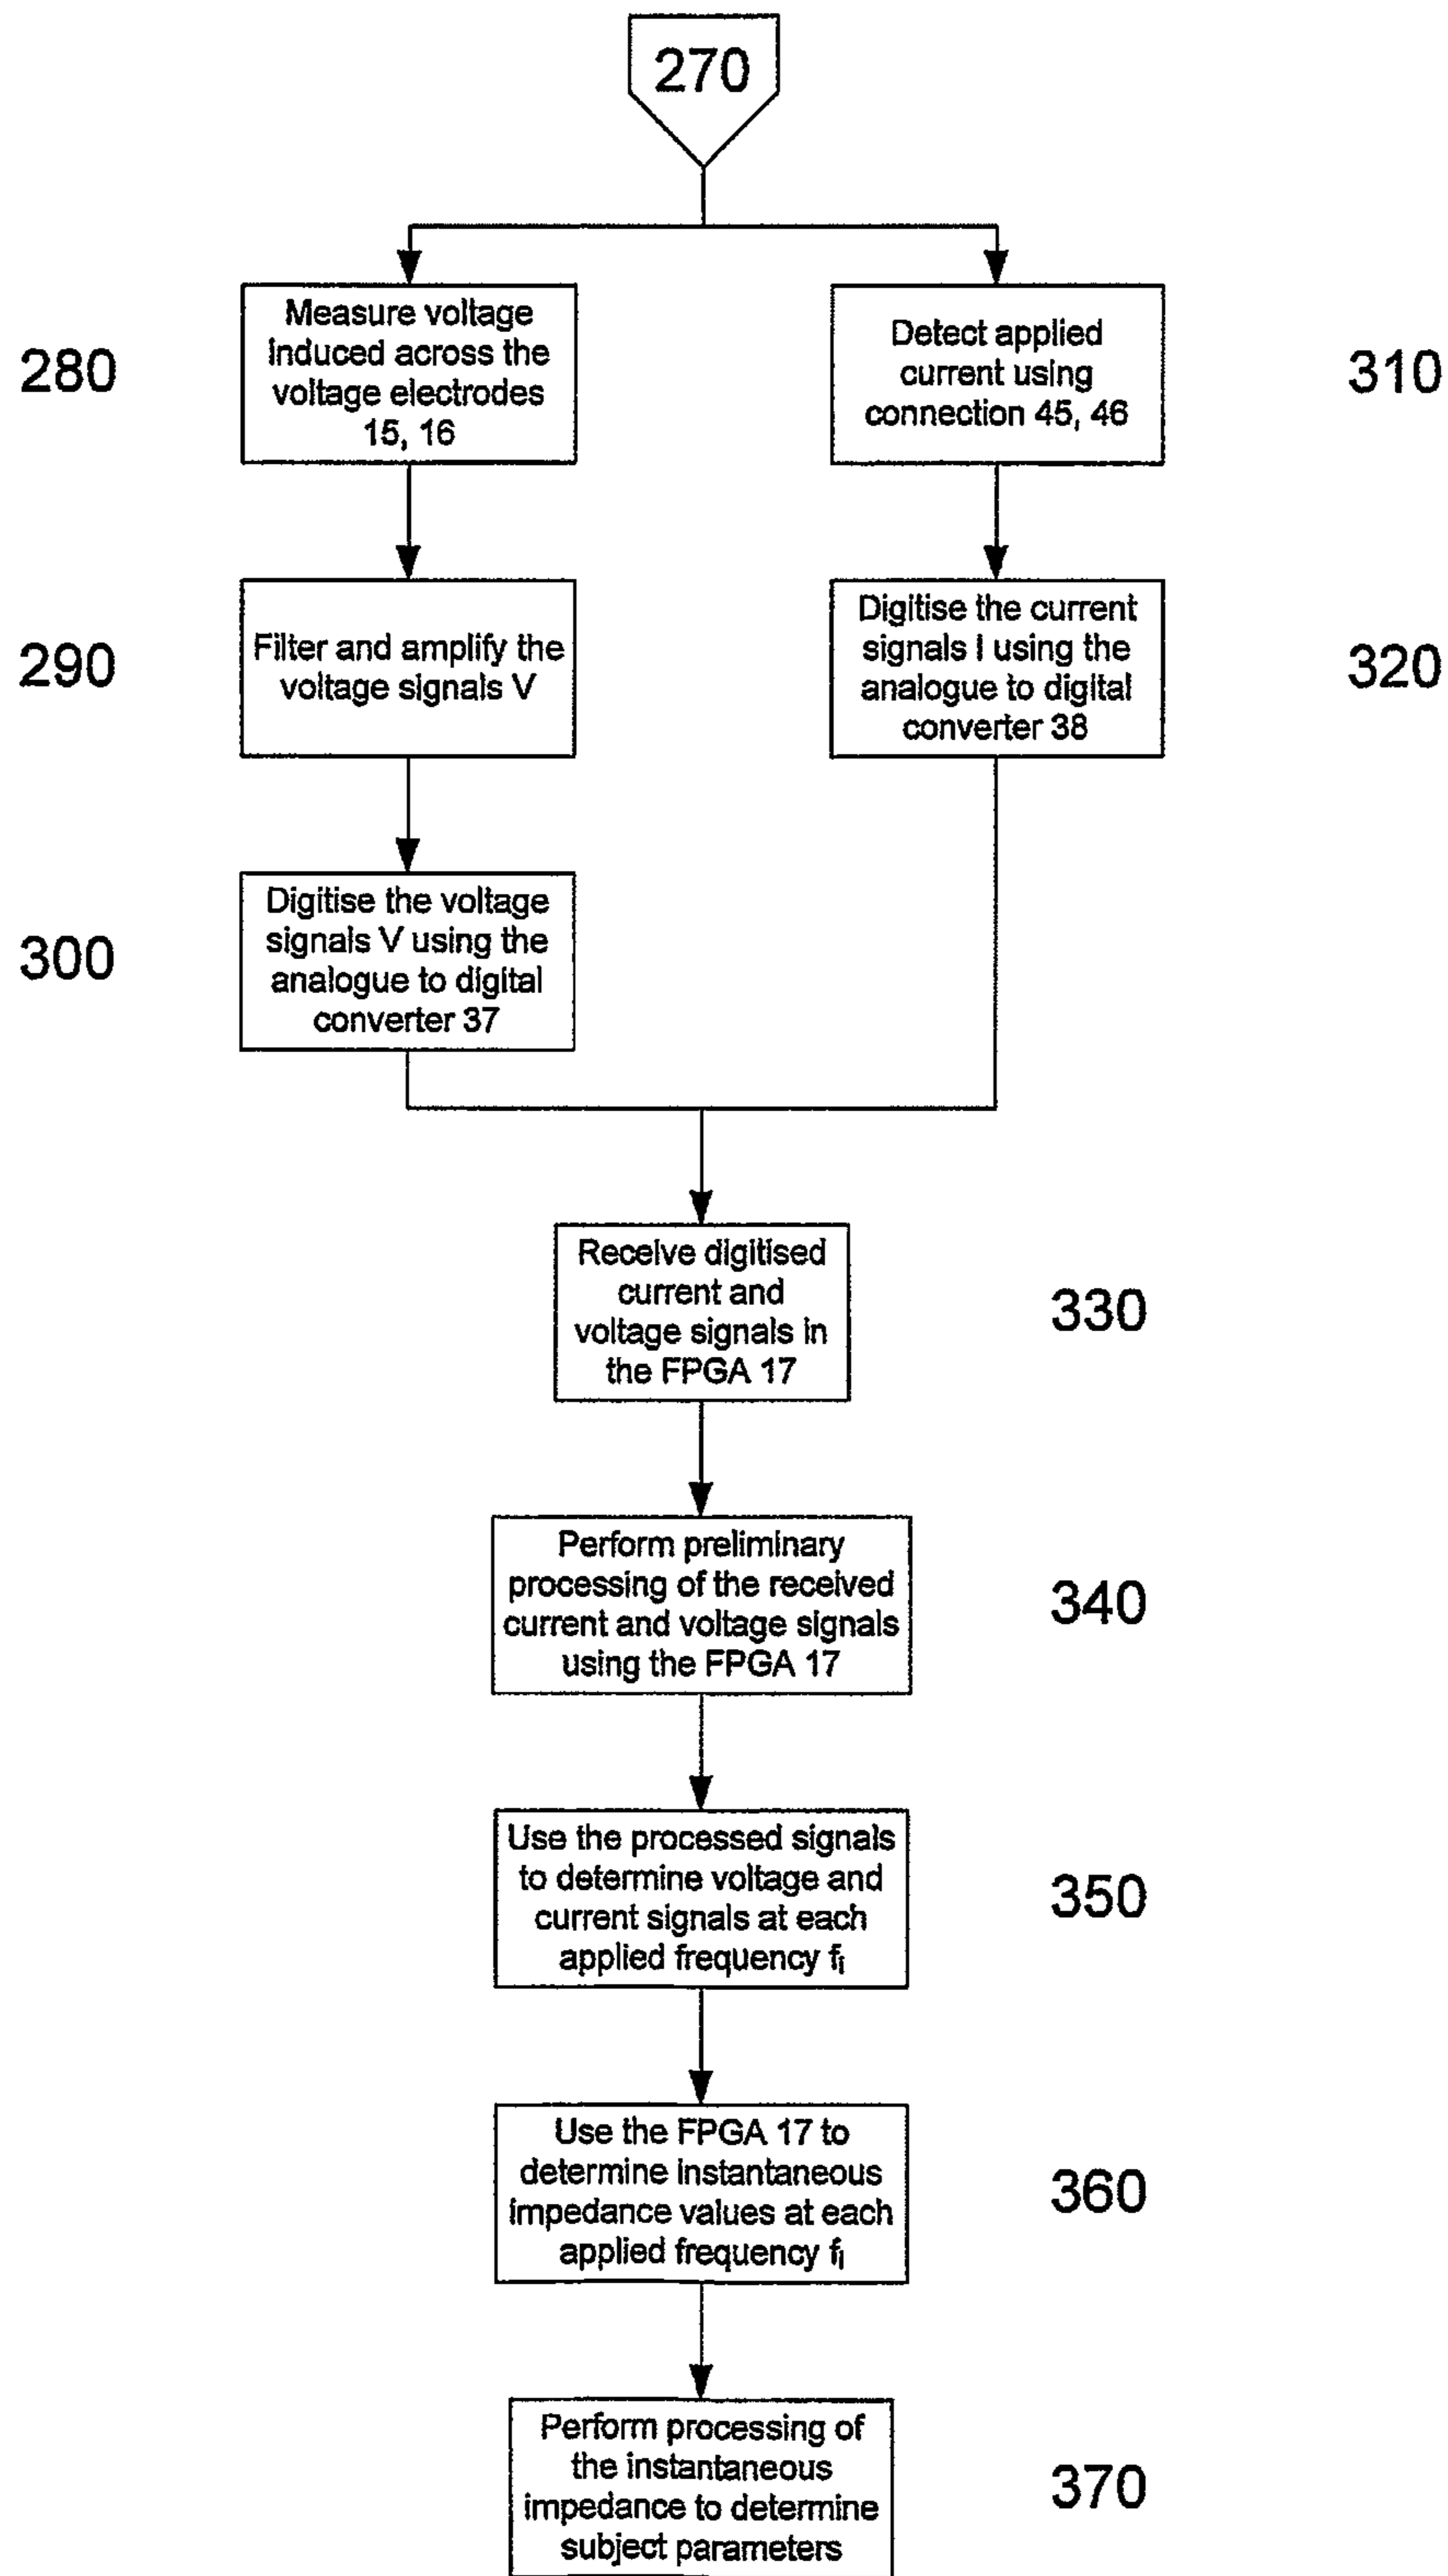 270
280
Measure voltage
induced across the
voltage electrodes
15, 16
Detect applied
current using
connection 45, 46
310
290
Filter and amplify the
voltage signals V
Digitise the current
signals I using the
analogue to digital
converter 38
320
300
Digitise the voltage
signals V using the
analogue to digital
converter 37
Receive digitised
current and
voltage signals in
the FPGA 17
330
Perform preliminary
processing of the received
current and voltage signals
using the FPGA 17
340
Use the processed signals
to determine voltage and
current signals at each
applied frequency fᵢ
350
Use the FPGA 17 to
determine instantaneous
impedance values at each
applied frequency fᵢ
360
Perform processing of
the instantaneous
impedance to determine
subject parameters
370